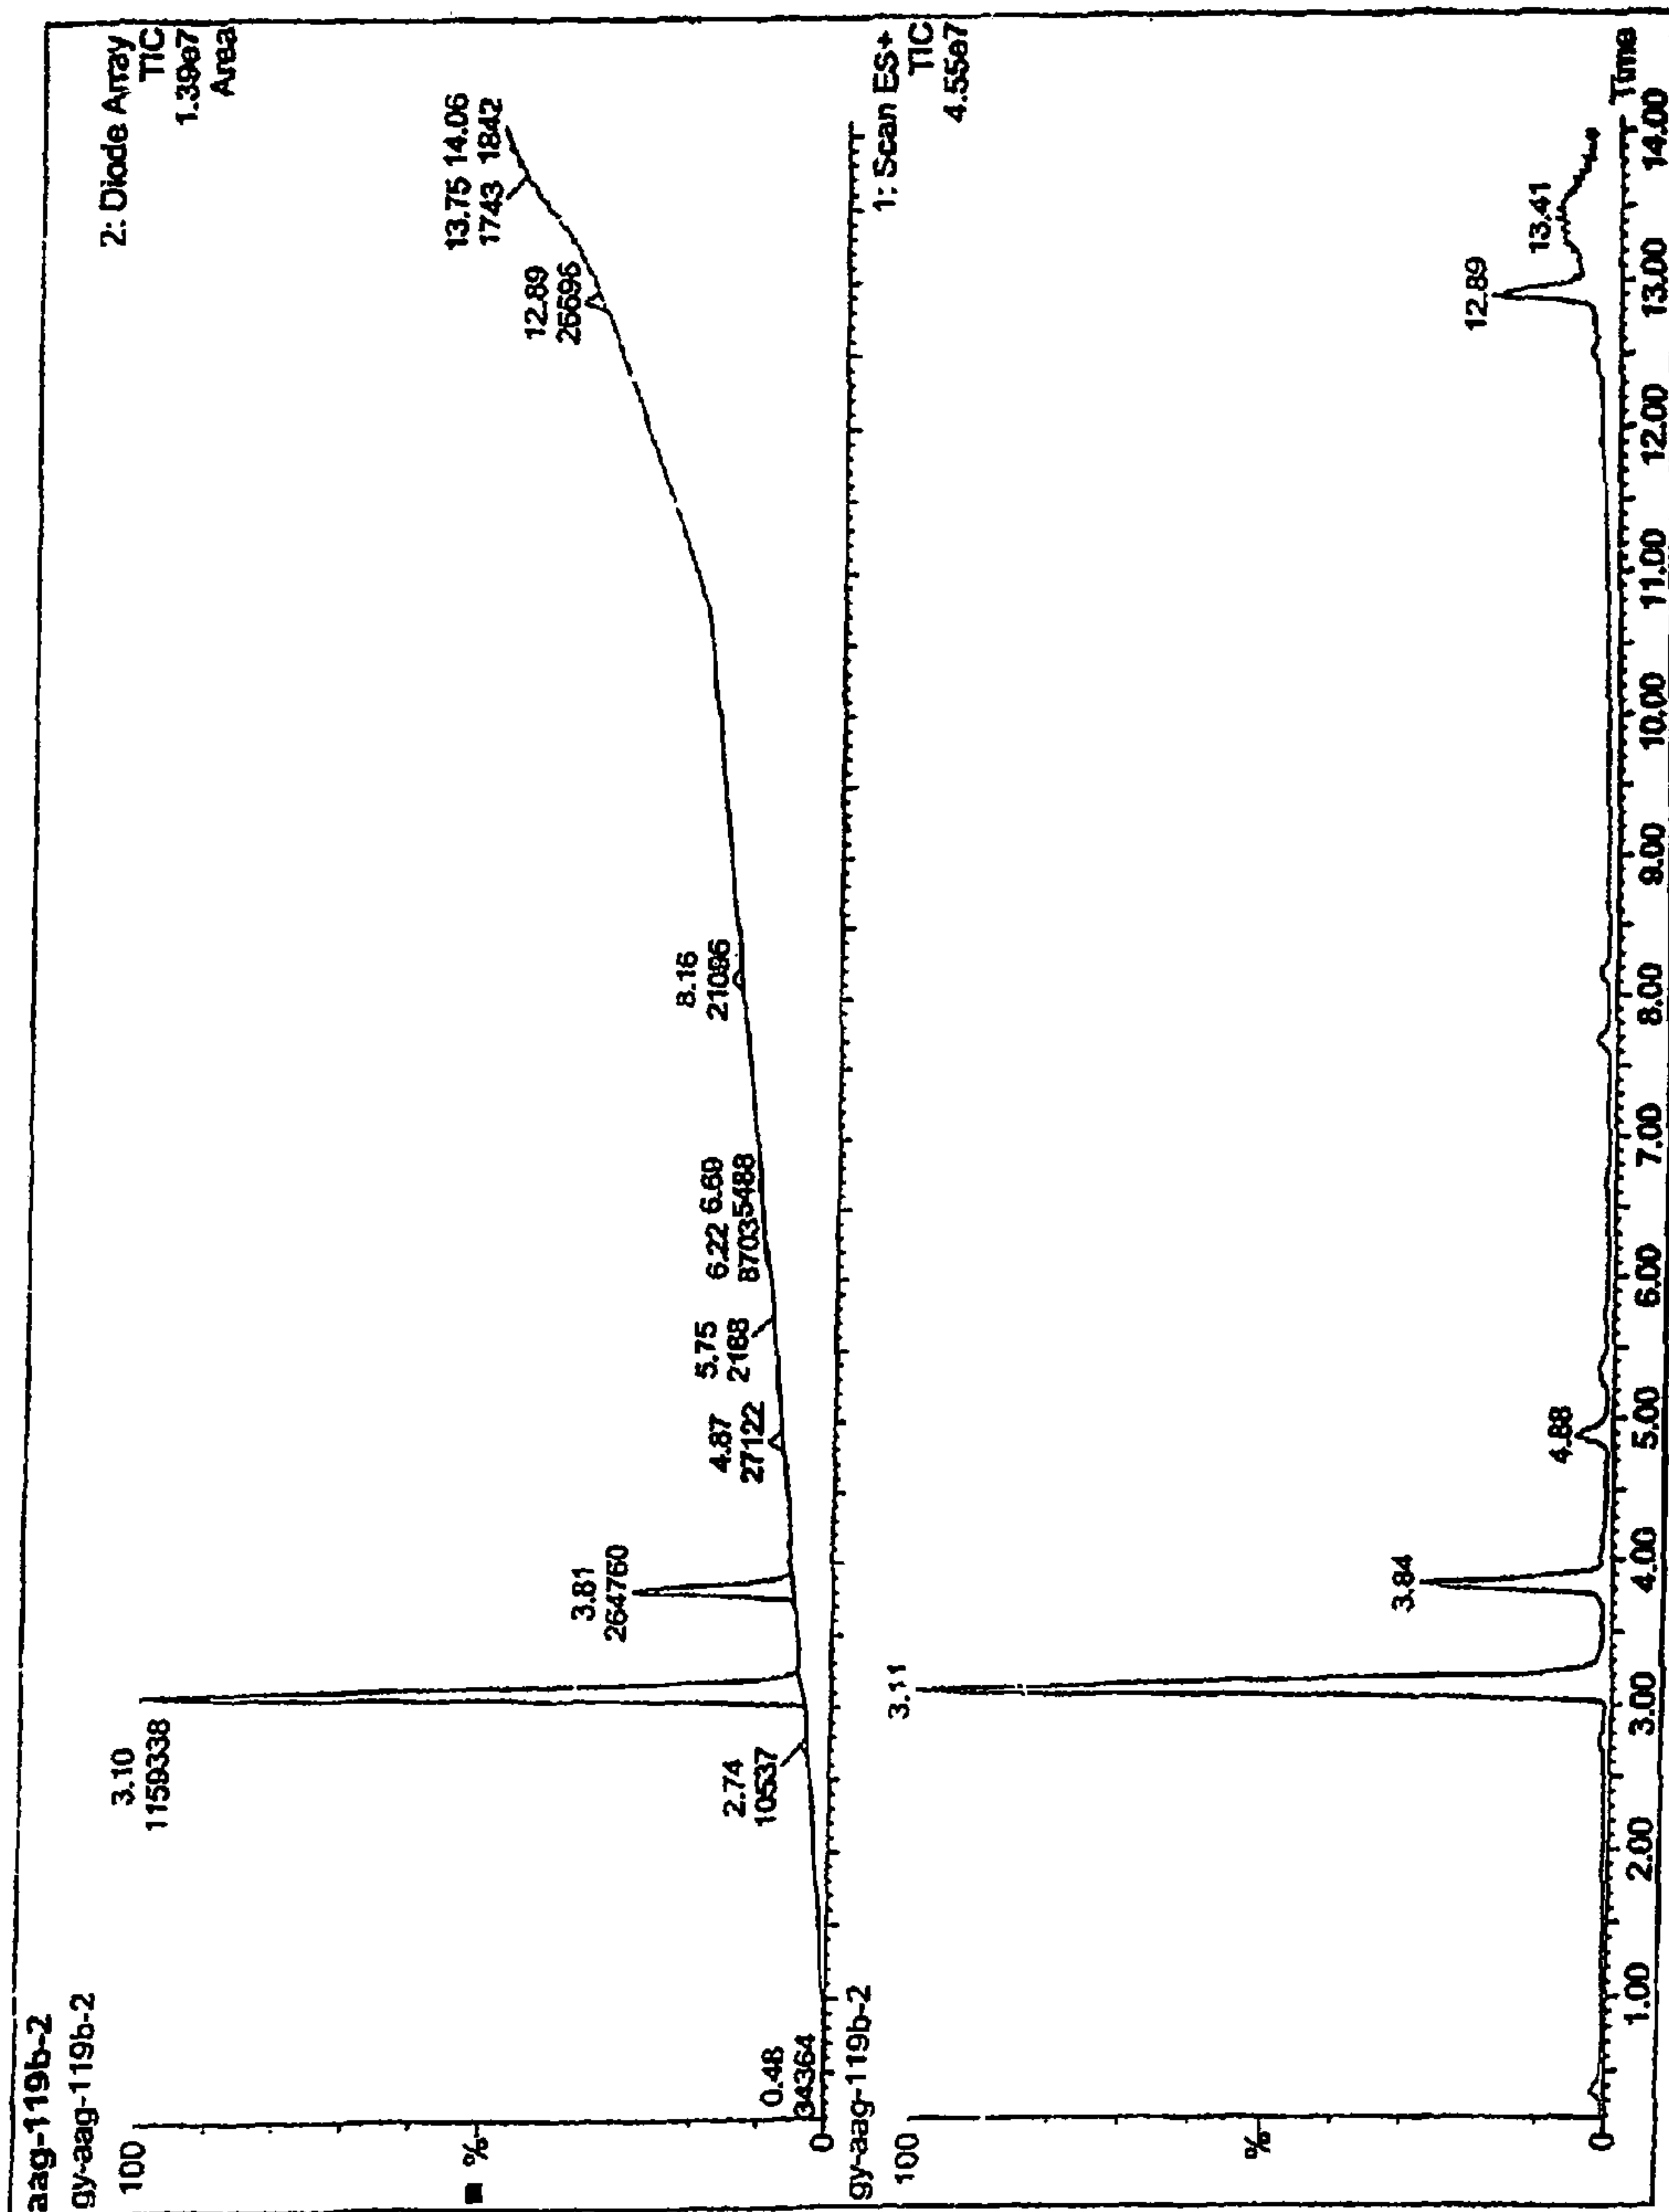 aag-119b-2
gy-aag-119b-2
2: Diode Array
TIC
1.39e7
Area
100
%
0
0.48
34364
2.74
10537
3.10
1159338
3.81
264760
4.87
27122
5.75
2168
6.22
8703
6.69
5488
8.16
21086
12.89
26696
13.75
1743
14.06
1842
gy-aag-119b-2
1: Scan ES+
TIC
4.55e7
100
%
0
3.11
3.84
4.88
12.89
13.41
Time
1.00 2.00 3.00 4.00 5.00 6.00 7.00 8.00 9.00 10.00 11.00 12.00 13.00 14.00